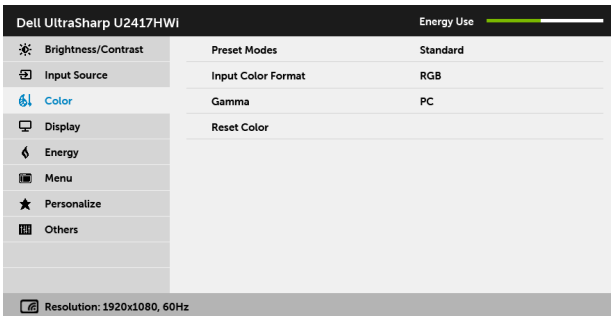 Dell UltraSharp U2417HWi Energy Use
Brightness/Contrast Preset Modes Standard
Input Source Input Color Format RGB
Color Gamma PC
Display Reset Color
Energy
Menu
Personalize
Others
Resolution: 1920x1080, 60Hz